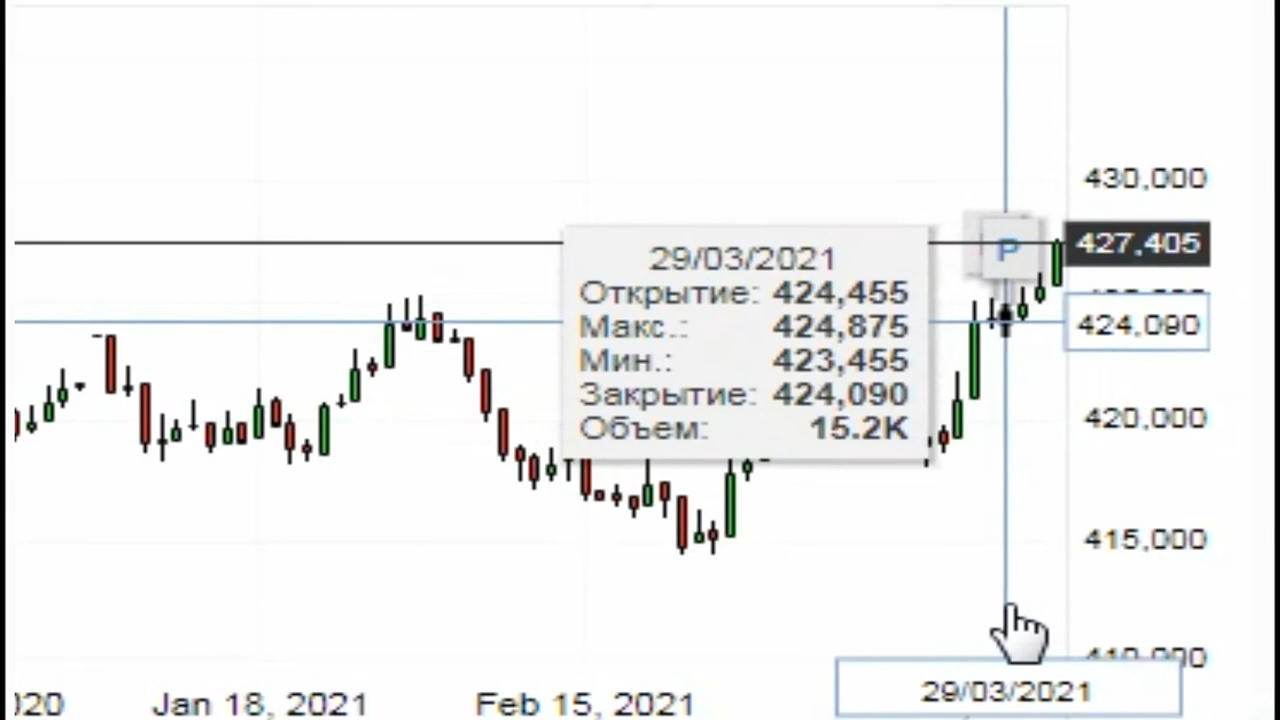 430,000
P
427,405
29/03/2021
Открытие: 424,455
Макс.: 424,875
424,090
Мин.: 423,455
Закрытие: 424,090
420,000
Объем: 15.2K
415,000
29/03/2021
Jan 18, 2021
Feb 15, 2021